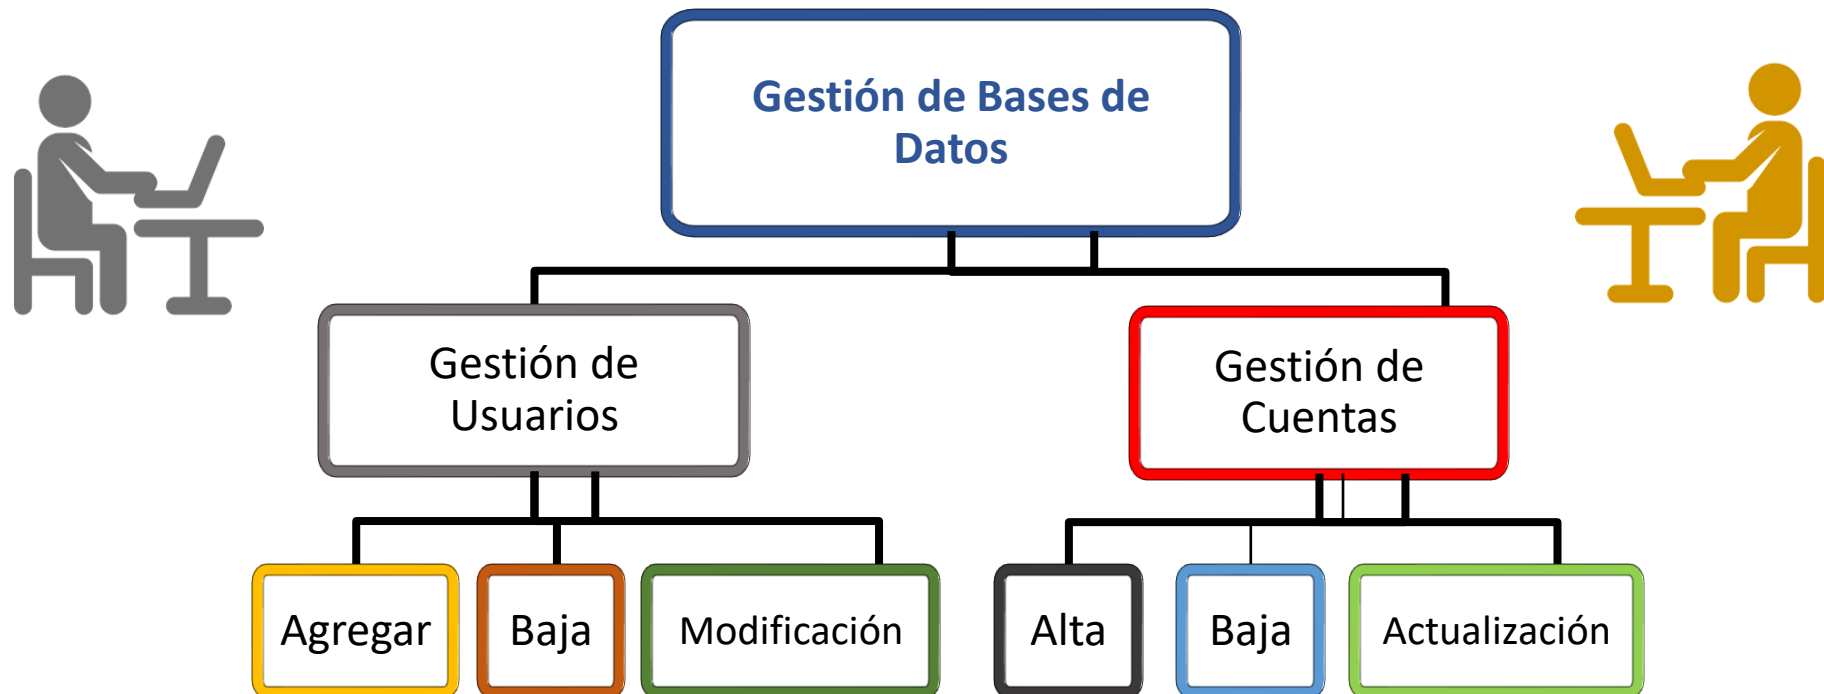 Gestión de Bases de
Datos
Gestión de
Usuarios
Gestión de
Cuentas
Agregar
Baja
Modificación
Alta
Baja
Actualización